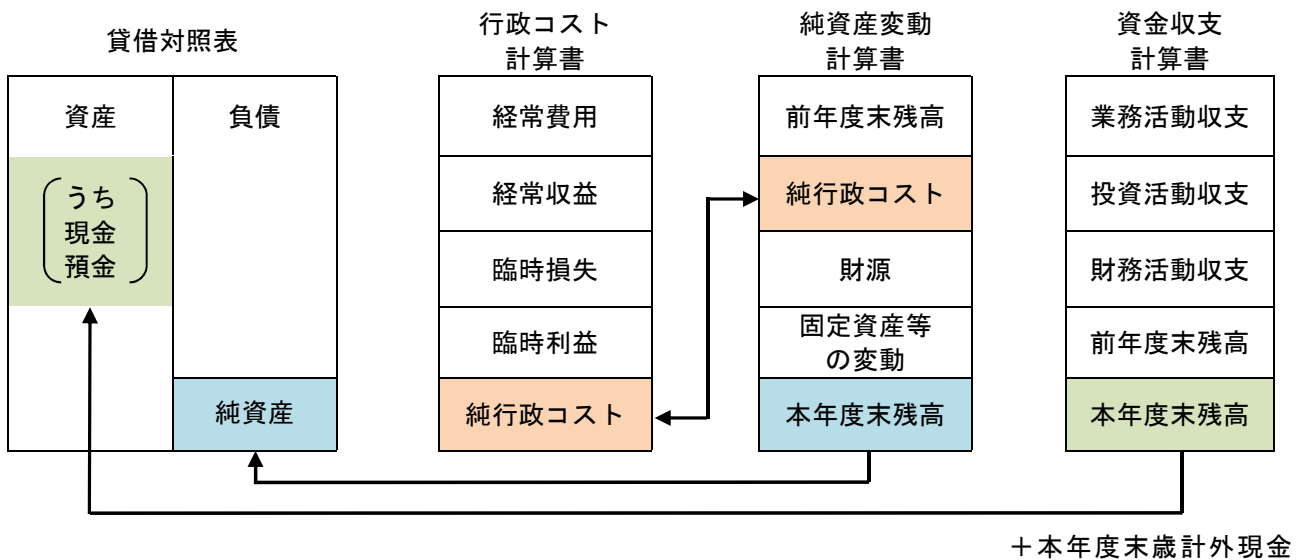 貸借対照表
資産
負債
うち
現金
預金
純資産
行政コスト
計算書
経常費用
経常収益
臨時損失
臨時利益
純行政コスト
純資産変動
計算書
前年度末残高
純行政コスト
財源
固定資産等
の変動
本年度末残高
資金収支
計算書
業務活動収支
投資活動収支
財務活動収支
前年度末残高
本年度末残高
＋本年度末歳計外現金